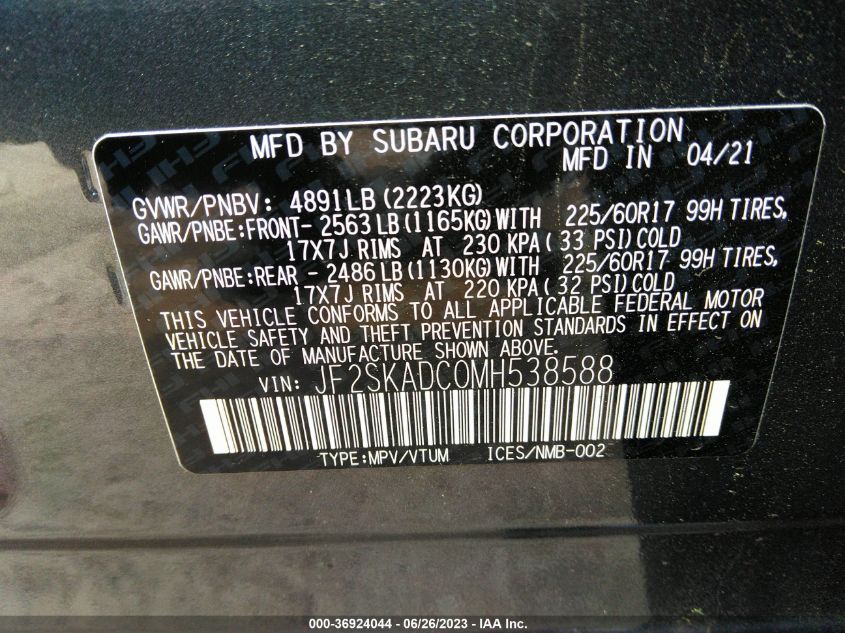 MFD BY SUBARU CORPORATION
MFD IN 04/21
GVWR/PNBV: 4891LB (2223KG)
GAWR/PNBE:FRONT- 2563LB (1165KG) WITH 225/60R17 99H TIRES,
17X7J RIMS AT 230 KPA ( 33 PSI) COLD
GAWR/PNBE:REAR - 2486LB (1130KG) WITH 225/60R17 99H TIRES,
17X7J RIMS AT 220 KPA ( 32 PSI) COLD
THIS VEHICLE CONFORMS TO ALL APPLICABLE FEDERAL MOTOR
VEHICLE SAFETY AND THEFT PREVENTION STANDARDS IN EFFECT ON
THE DATE OF MANUFACTURE SHOWN ABOVE.
VIN: JF2SKADC0MH538588
TYPE:MPV/VTUM ICES/NMB-002
000-36924044 - 06/26/2023 - IAA Inc.